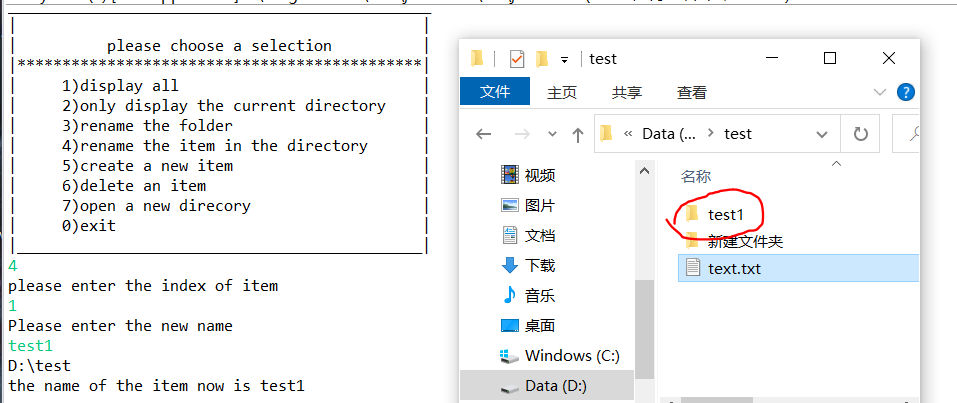 please choose a selection
********************************************
1)display all
2)only display the current directory
3)rename the folder
4)rename the item in the directory
5)create a new item
6)delete an item
7)open a new direcory
0)exit
4
please enter the index of item
1
Please enter the new name
test1
D:\test
the name of the item now is test1
test
文件 主页 共享 查看
« Data (... > test
视频
图片
文档
下载
音乐
桌面
Windows (C:)
Data (D:)
名称
test1
新建文件夹
text.txt